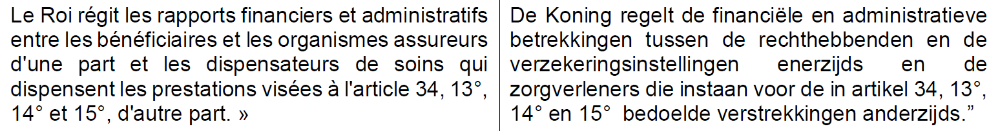 Le Roi régit les rapports financiers et administratifs
entre les bénéficiaires et les organismes assureurs
d'une part et les dispensateurs de soins qui
dispensent les prestations visées à l'article 34, 13°,
14° et 15°, d'autre part. »
De Koning regelt de financiële en administratieve
betrekkingen tussen de rechthebbenden en de
verzekeringsinstellingen enerzijds en de
zorgverleners die instaan voor de in artikel 34, 13°,
14° en 15°  bedoelde verstrekkingen anderzijds.”